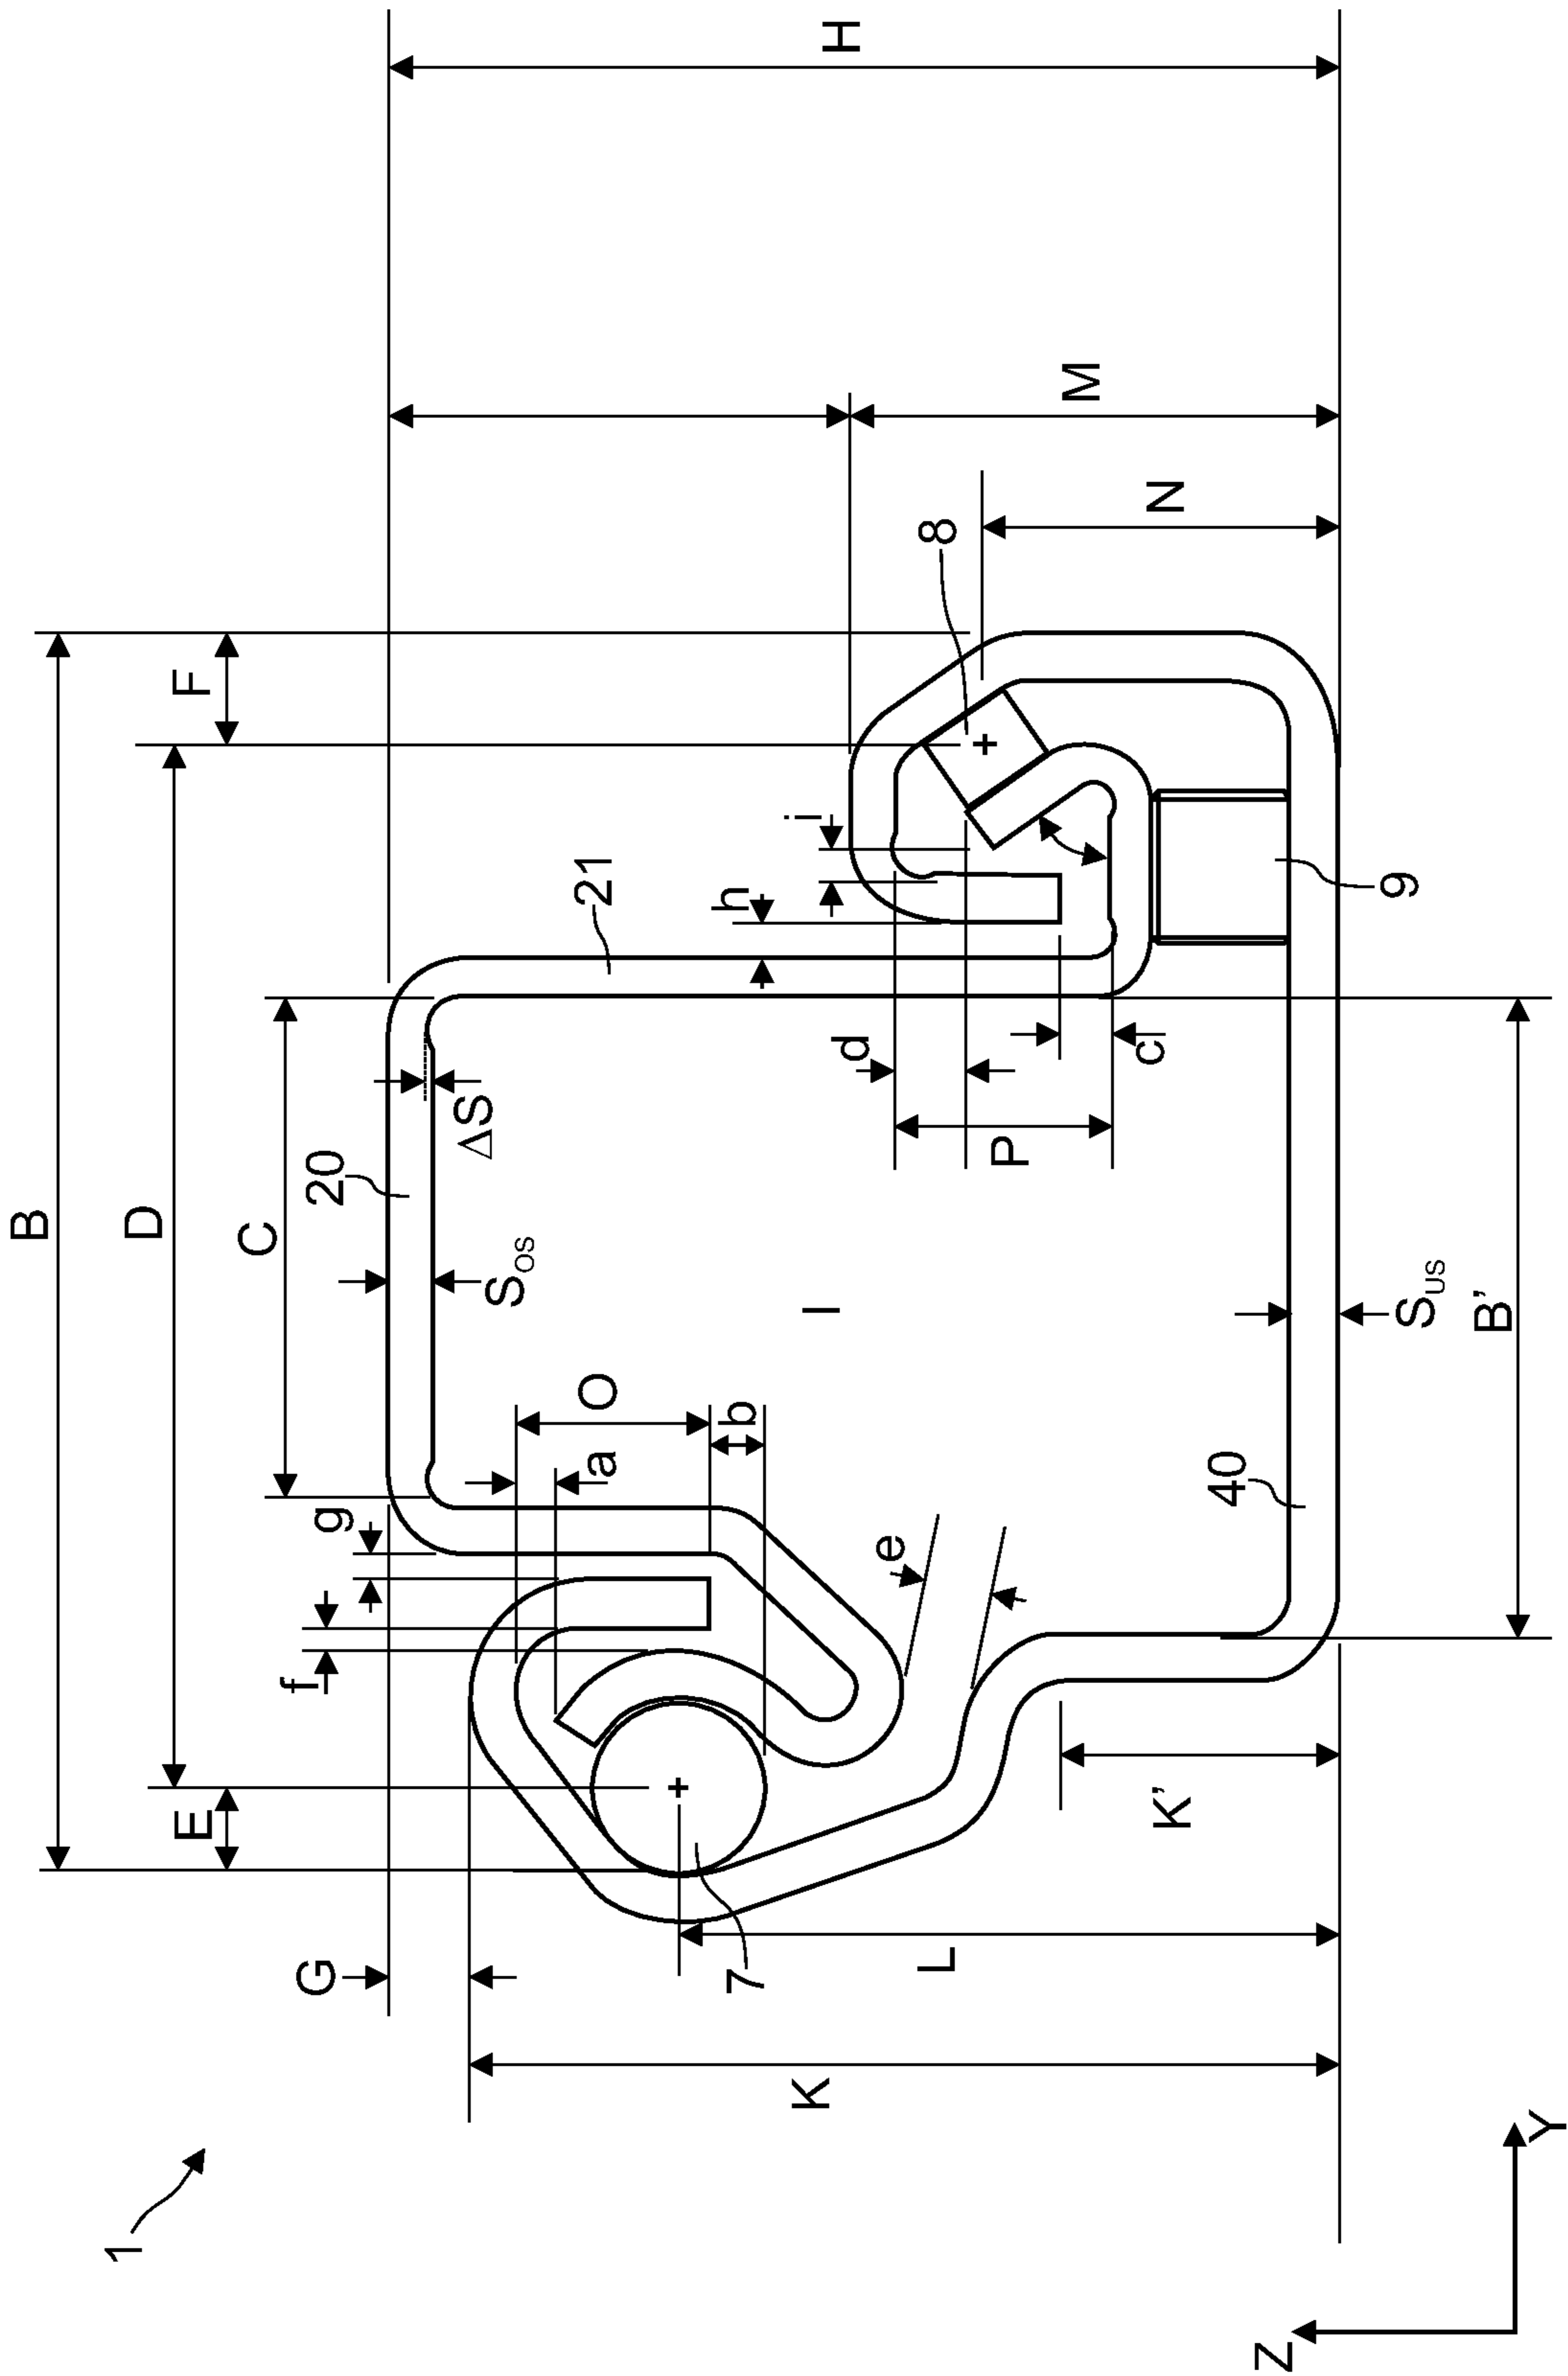 1
B
D
C
E
F
G
g
f
20
S_OS
ΔS
21
H
O
a
b
h
i
8
M
N
I
e
d
P
c
7
L
K
K'
40
S_US
B'
9
Z
Y